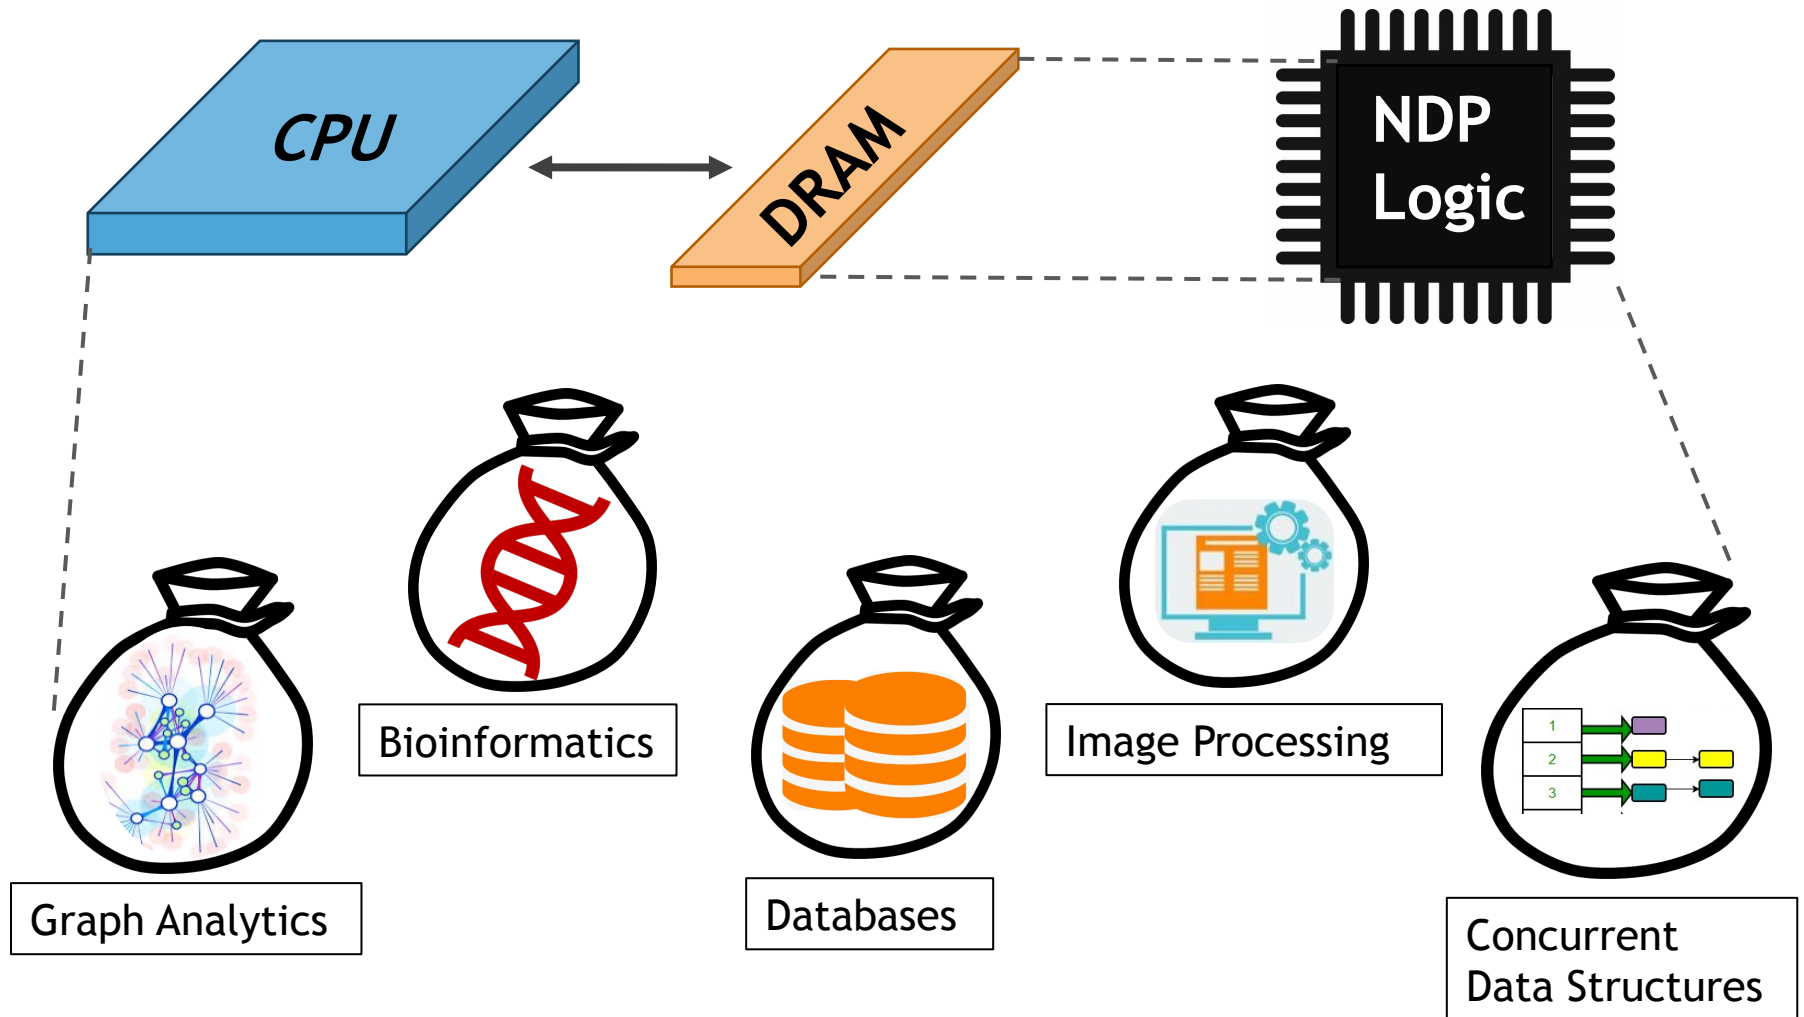 CPU
DRAM
NDP
Logic
Bioinformatics
Image Processing
1
2
3
Graph Analytics
Databases
Concurrent
Data Structures